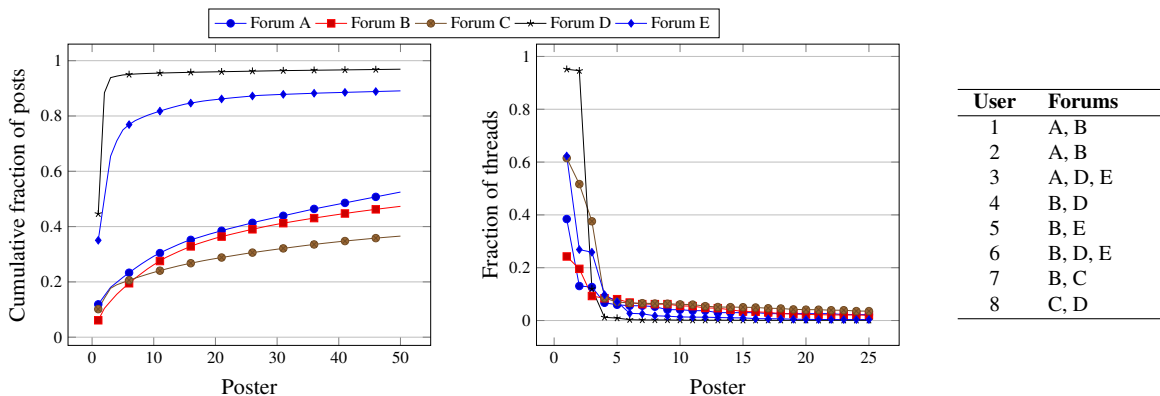 Forum A Forum B Forum C Forum D Forum E
Cumulative fraction of posts
1
0.8
0.6
0.4
0.2
0
0 10 20 30 40 50
Poster
Fraction of threads
1
0.8
0.6
0.4
0.2
0
0 5 10 15 20 25
Poster
User Forums
1 A, B
2 A, B
3 A, D, E
4 B, D
5 B, E
6 B, D, E
7 B, C
8 C, D